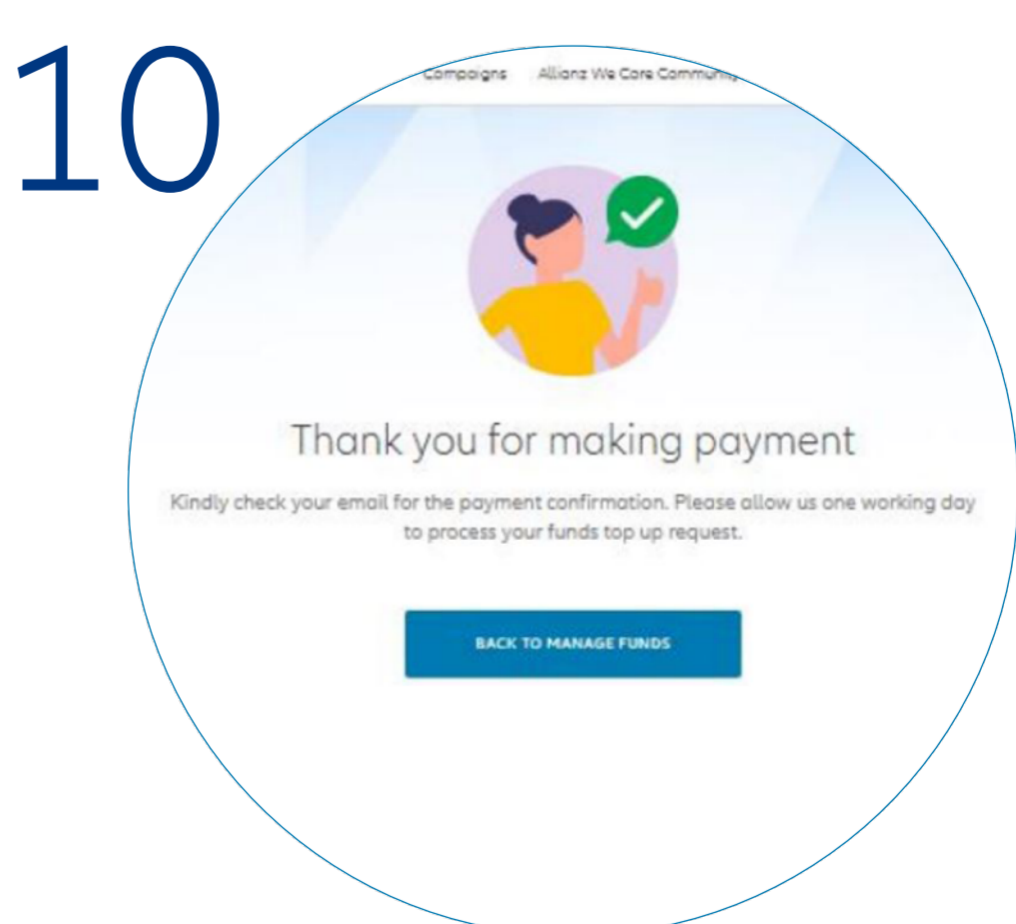 10
Campaigns Allianz We Care Community
Thank you for making payment
Kindly check your email for the payment confirmation. Please allow us one working day
to process your funds top up request.
BACK TO MANAGE FUNDS